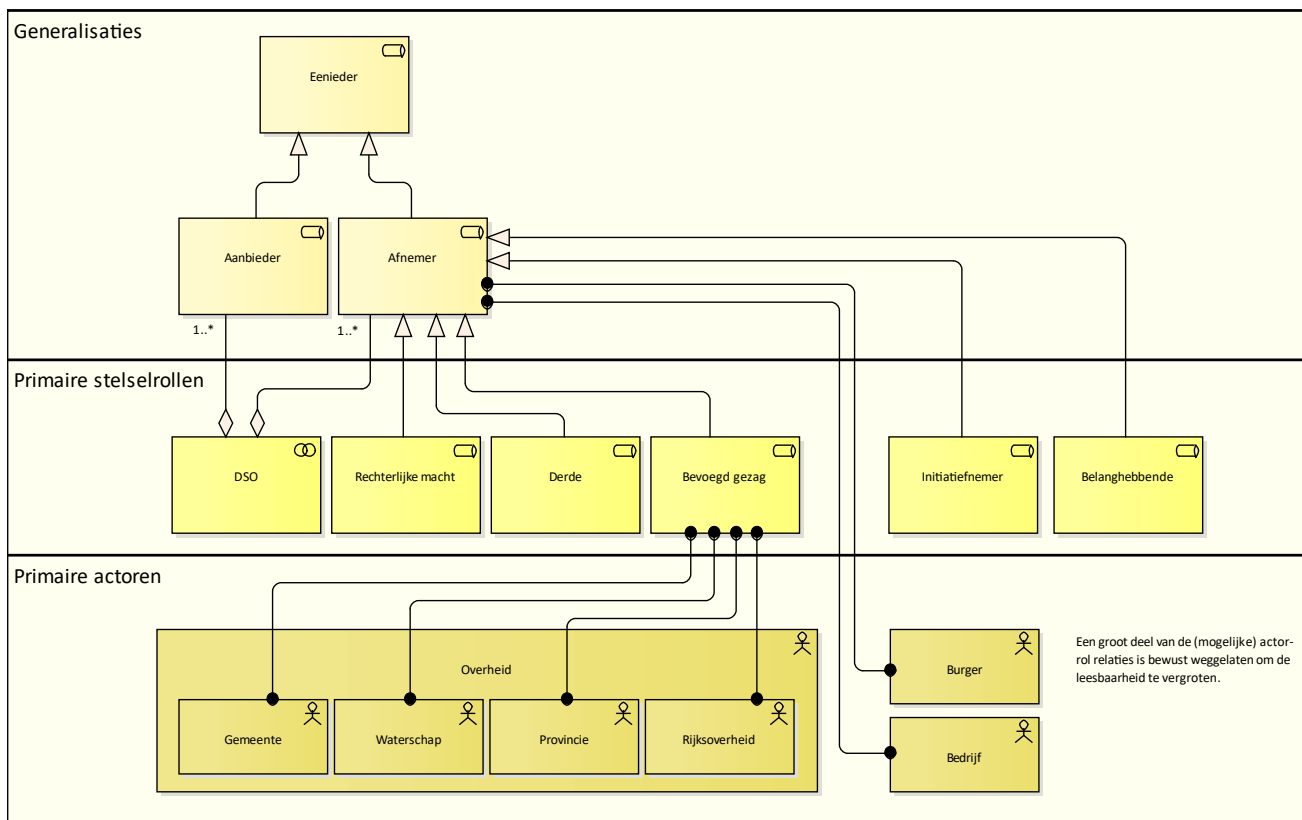 Generalisaties
Eenieder
Aanbieder
Afnemer
1..*
1..*
Primaire stelselrollen
DSO
Rechterlijke macht
Derde
Bevoegd gezag
Initiatiefnemer
Belanghebbende
Primaire actoren
Overheid
Gemeente
Waterschap
Provincie
Rijksoverheid
Burger
Bedrijf
Een groot deel van de (mogelijke) actor-
rol relaties is bewust weggelaten om de
leesbaarheid te vergroten.